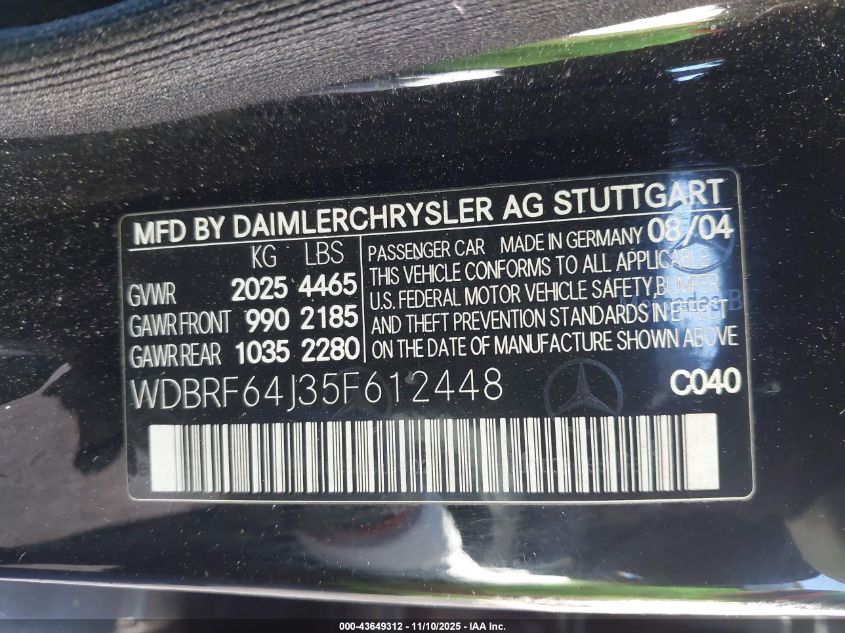 MFD BY DAIMLERCHRYSLER AG STUTTGART
KG LBS
GVWR 2025 4465
GAWR FRONT 990 2185
GAWR REAR 1035 2280
PASSENGER CAR MADE IN GERMANY 08/04
THIS VEHICLE CONFORMS TO ALL APPLICABLE
U.S. FEDERAL MOTOR VEHICLE SAFETY, BUMPER
AND THEFT PREVENTION STANDARDS IN EFFECT
ON THE DATE OF MANUFACTURE SHOWN ABOVE
WDBRF64J35F612448 C040
000-43649312 - 11/10/2025 - IAA Inc.